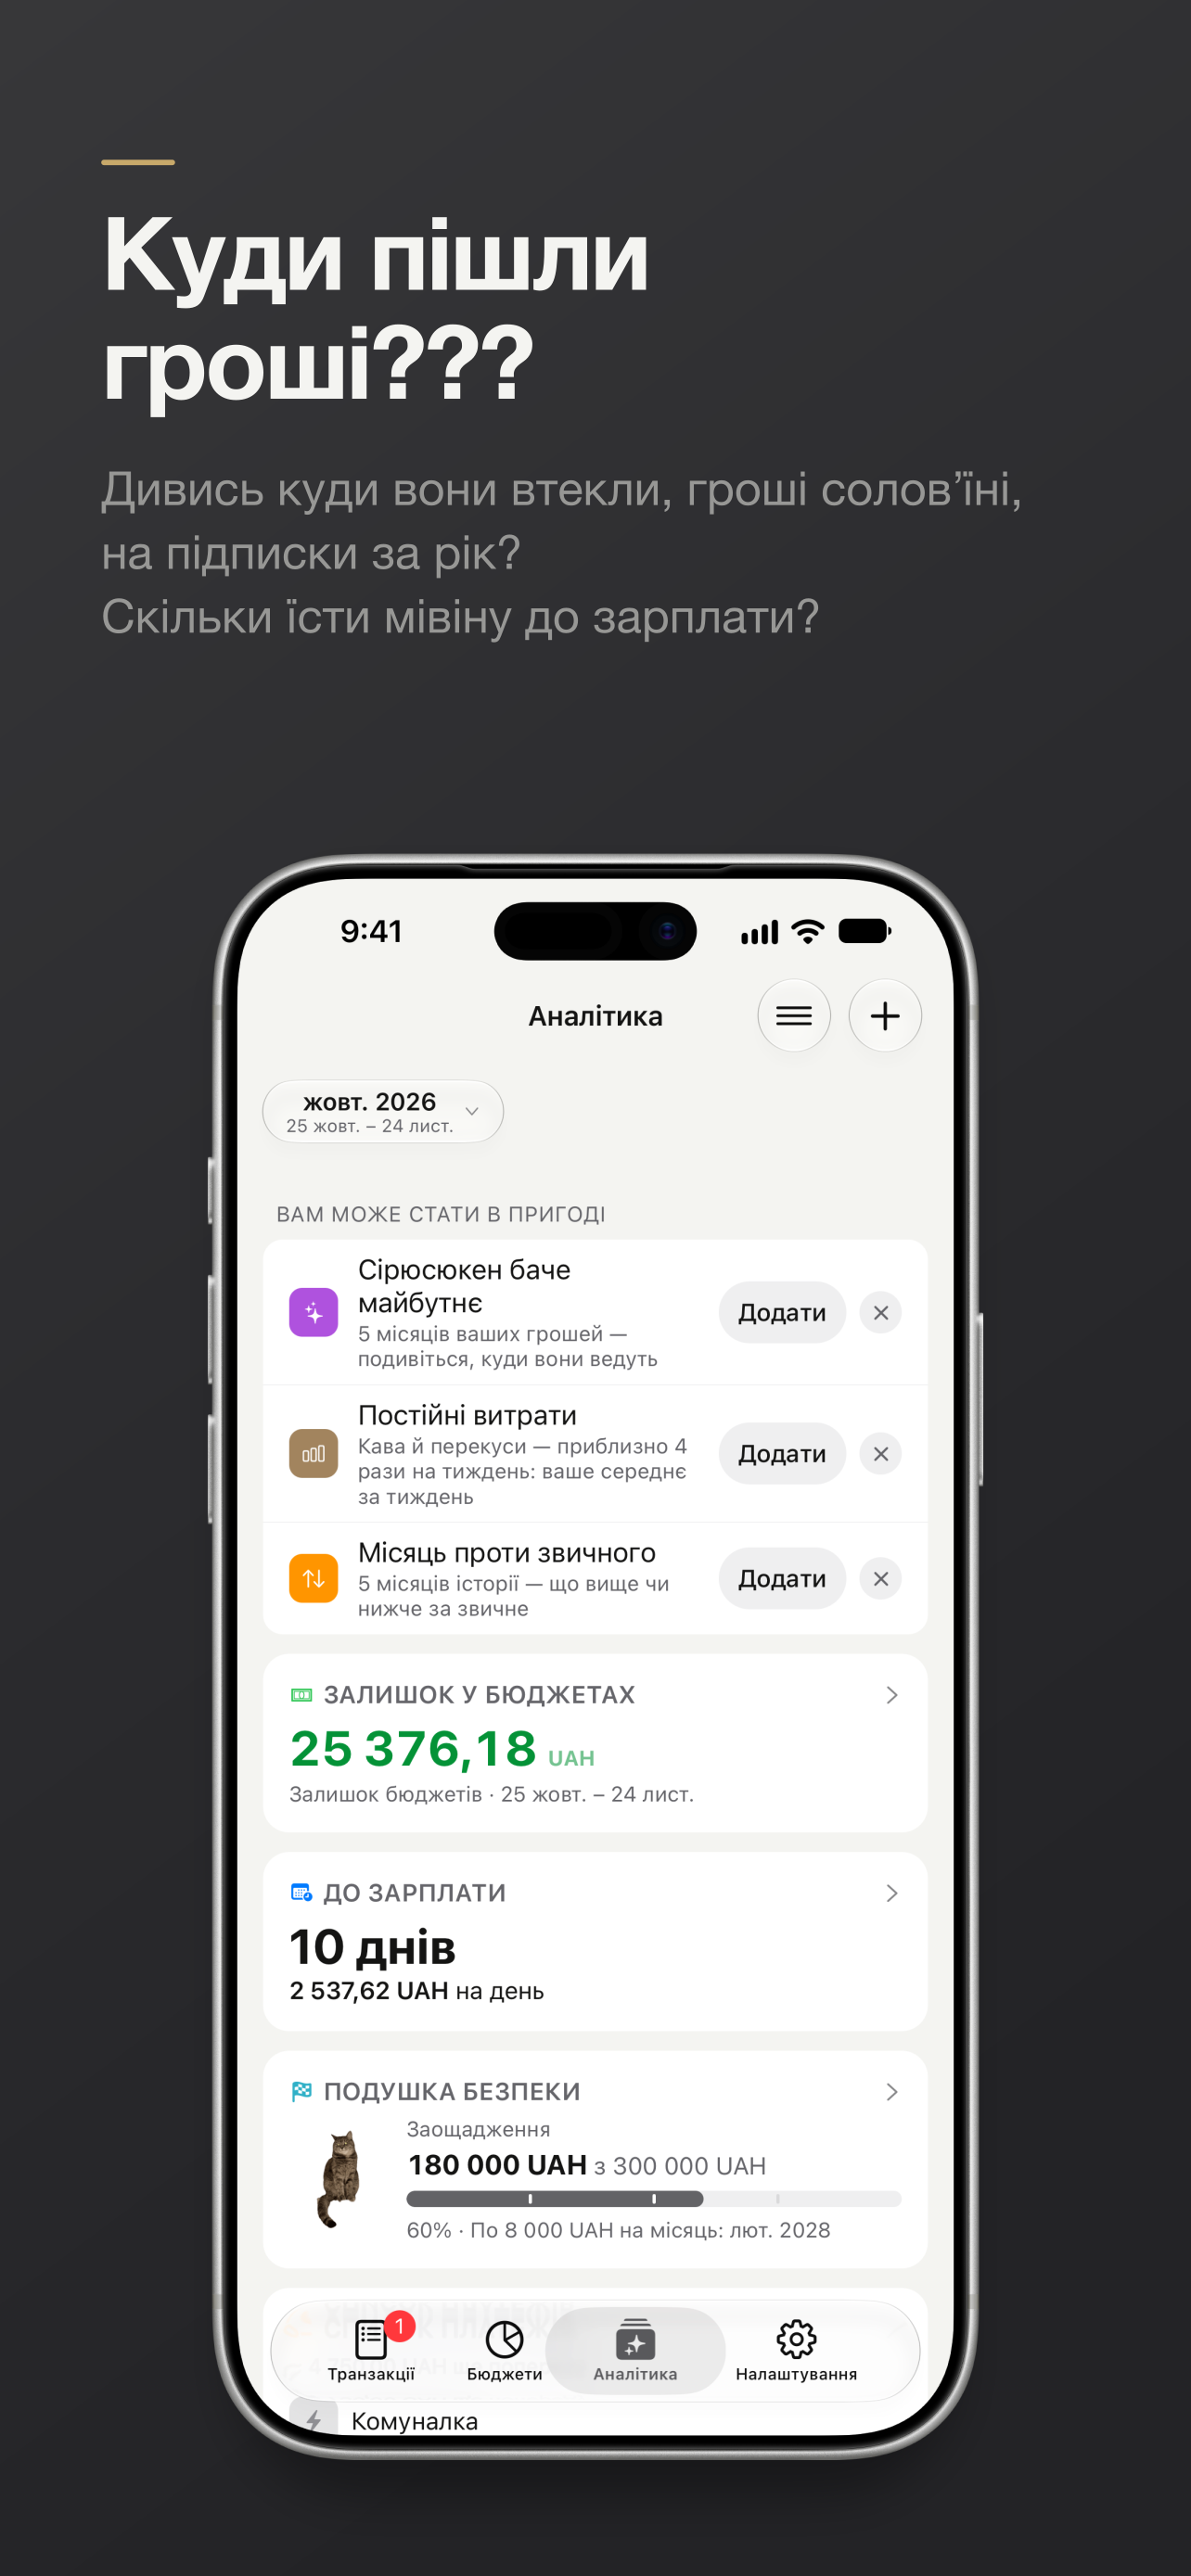 Куди пішли
гроші???
Дивись куди вони втекли, гроші солов’їні,
на підписки за рік?
Скільки їсти мівіну до зарплати?
9:41
Аналітика
жовт. 2026
25 жовт. – 24 лист.
ВАМ МОЖЕ СТАТИ В ПРИГОДІ
Сірюсюкен баче
майбутнє
5 місяців ваших грошей —
подивіться, куди вони ведуть
Додати
Постійні витрати
Кава й перекуси — приблизно 4
рази на тиждень: ваше середнє
за тиждень
Додати
Місяць проти звичного
5 місяців історії — що вище чи
нижче за звичне
Додати
ЗАЛИШОК У БЮДЖЕТАХ
25 376,18 UAH
Залишок бюджетів · 25 жовт. – 24 лист.
ДО ЗАРПЛАТИ
10 днів
2 537,62 UAH на день
ПОДУШКА БЕЗПЕКИ
Заощадження
180 000 UAH з 300 000 UAH
60% · По 8 000 UAH на місяць: лют. 2028
1
Транзакції Бюджети Аналітика Налаштування
Комуналка